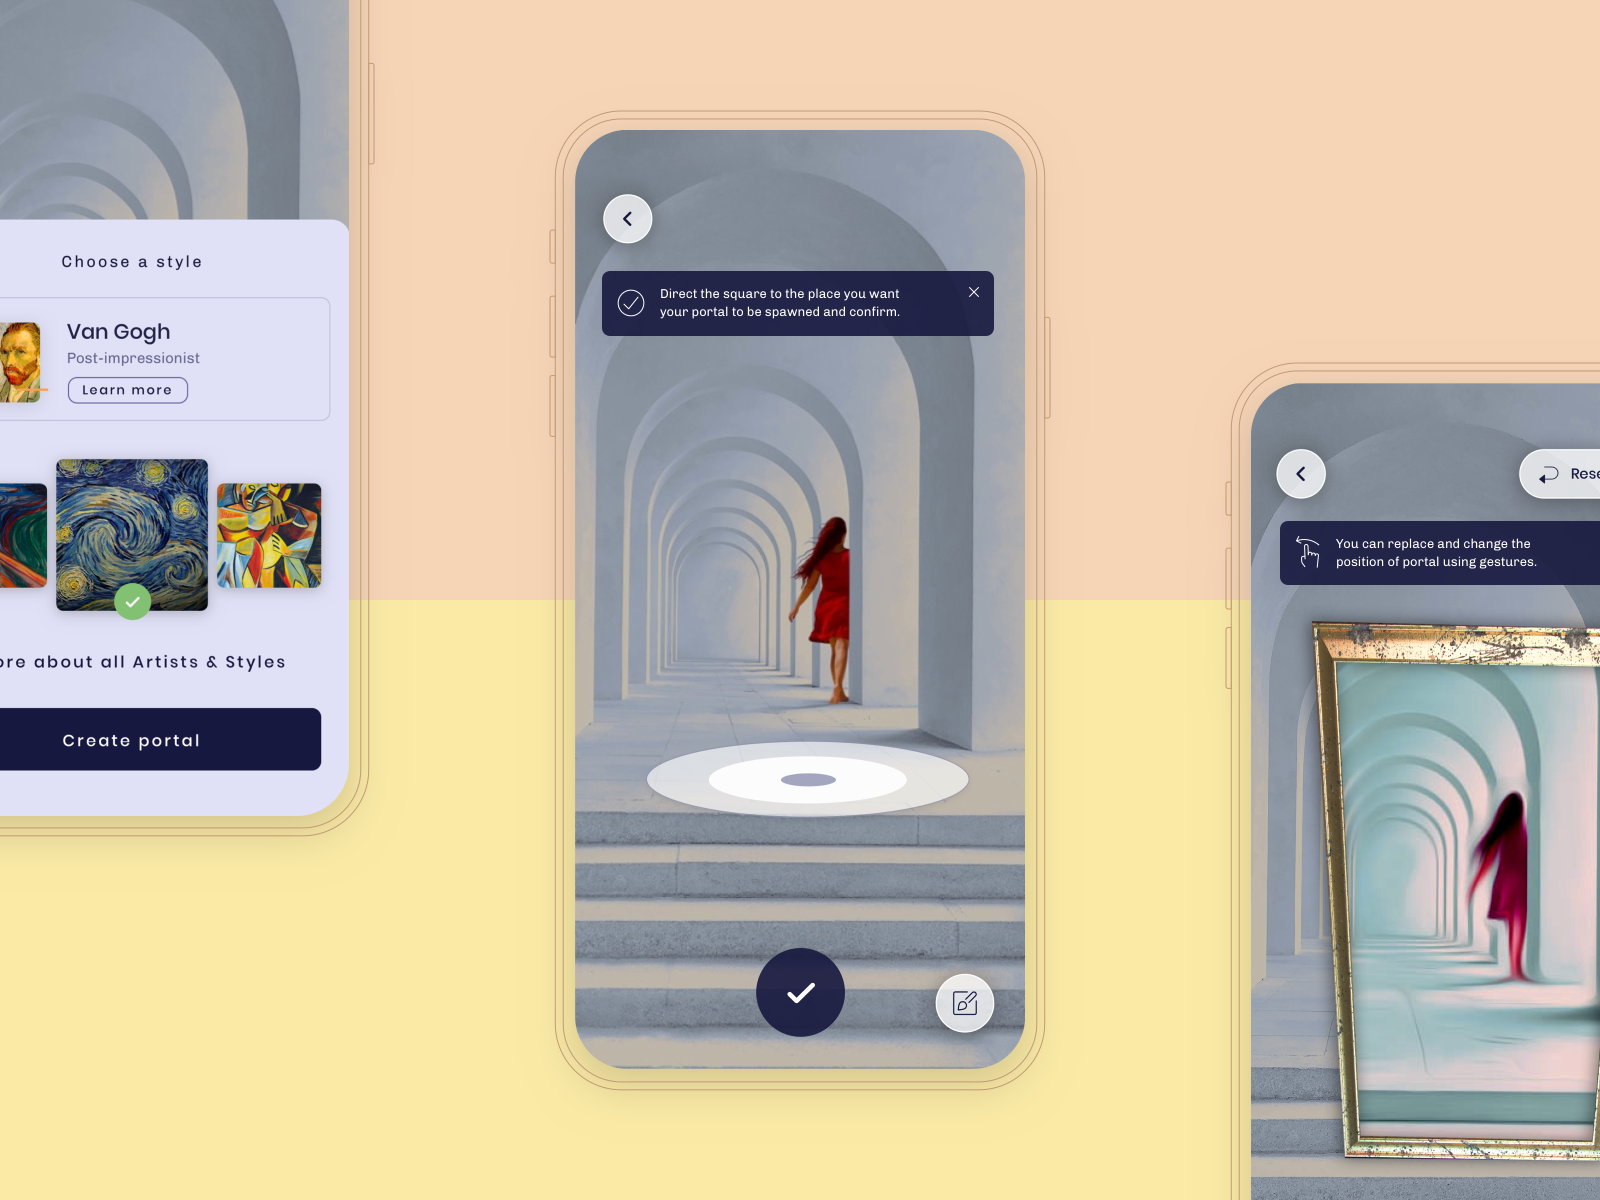 Choose a style
Van Gogh
Post-impressionist
Learn more
about all Artists & Styles
Create portal
Direct the square to the place you want
your portal to be spawned and confirm.
You can replace and change the
position of portal using gestures.